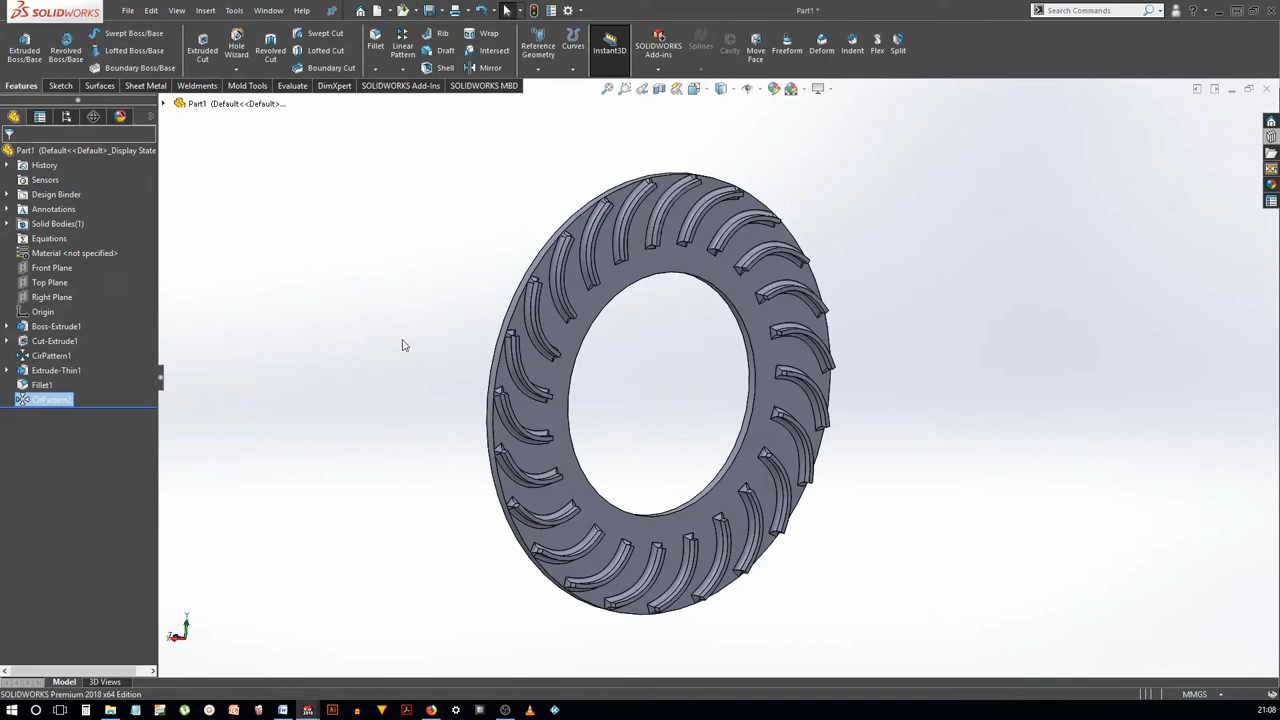 SOLIDWORKS File Edit View Insert Tools Window Help Part1 * Search Commands
Extruded Boss/Base
Revolved Boss/Base
Swept Boss/Base
Lofted Boss/Base
Boundary Boss/Base
Extruded Cut
Hole Wizard
Revolved Cut
Swept Cut
Lofted Cut
Boundary Cut
Fillet
Linear Pattern
Rib
Draft
Shell
Wrap
Intersect
Mirror
Reference Geometry
Curves
Instant3D
SOLIDWORKS Add-ins
Splines
Cavity
Move Face
Freeform
Deform
Indent
Flex
Split
Features Sketch Surfaces Sheet Metal Weldments Mold Tools Evaluate DimXpert SOLIDWORKS Add-Ins SOLIDWORKS MBD
Part1 (Default<<Default>...
Part1 (Default<<Default>_Display State
History
Sensors
Design Binder
Annotations
Solid Bodies(1)
Equations
Material <not specified>
Front Plane
Top Plane
Right Plane
Origin
Boss-Extrude1
Cut-Extrude1
CirPattern1
Extrude-Thin1
Fillet1
CirPattern2
Y
Model 3D Views
SOLIDWORKS Premium 2018 x64 Edition MMGS
21:08